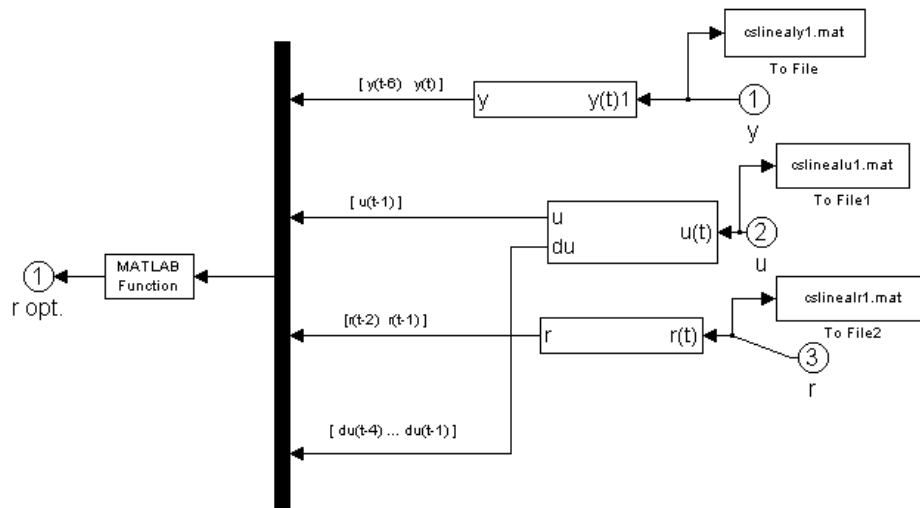 cslinealy1.mat
To File
[ y(t-6) y(t) ]
y
y(t)1
1
y
cslinealu1.mat
To File1
[ u(t-1) ]
u
du
u(t)
2
u
MATLAB
Function
1
r opt.
cslinealr1.mat
To File2
[r(t-2) r(t-1) ]
r
r(t)
3
r
[ du(t-4) ... du(t-1) ]